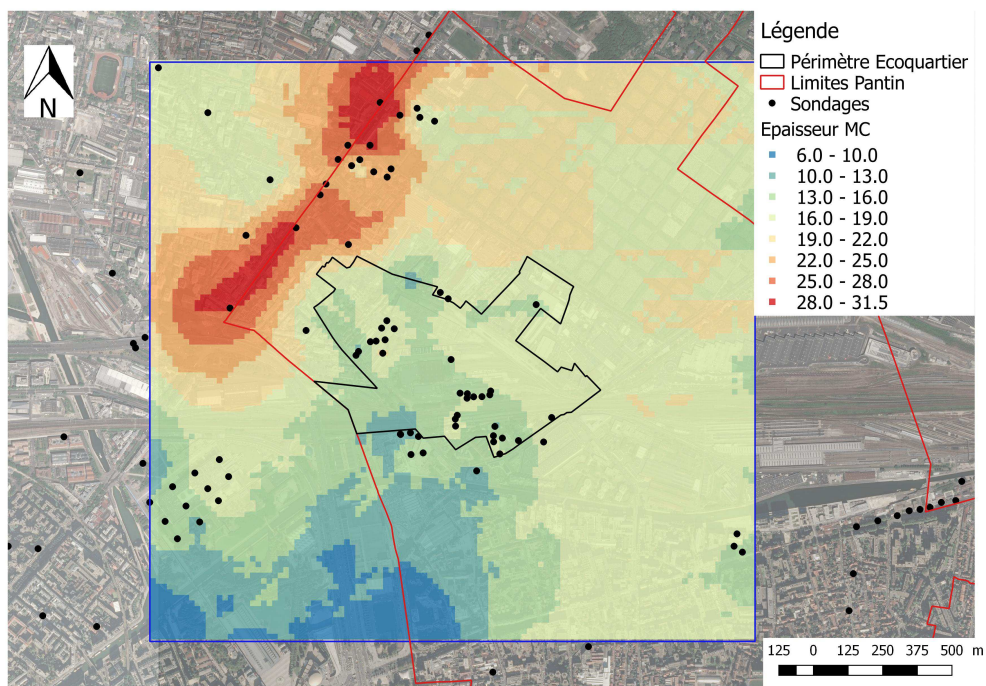 N
Légende
Périmètre Ecoquartier
Limites Pantin
Sondages
Epaisseur MC
6.0 - 10.0
10.0 - 13.0
13.0 - 16.0
16.0 - 19.0
19.0 - 22.0
22.0 - 25.0
25.0 - 28.0
28.0 - 31.5
125 0 125 250 375 500 m